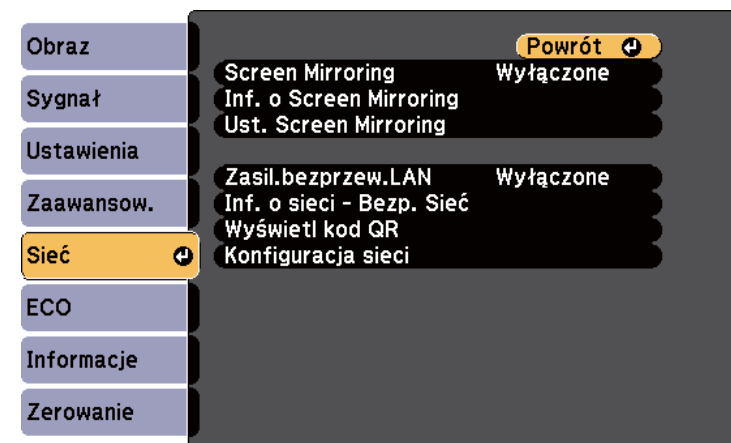 Obraz
Sygnał
Ustawienia
Zaawansow.
Sieć
ECO
Informacje
Zerowanie
Powrót
Screen Mirroring Wyłączone
Inf. o Screen Mirroring
Ust. Screen Mirroring
Zasil.bezprzew.LAN Wyłączone
Inf. o sieci - Bezp. Sieć
Wyświetl kod QR
Konfiguracja sieci